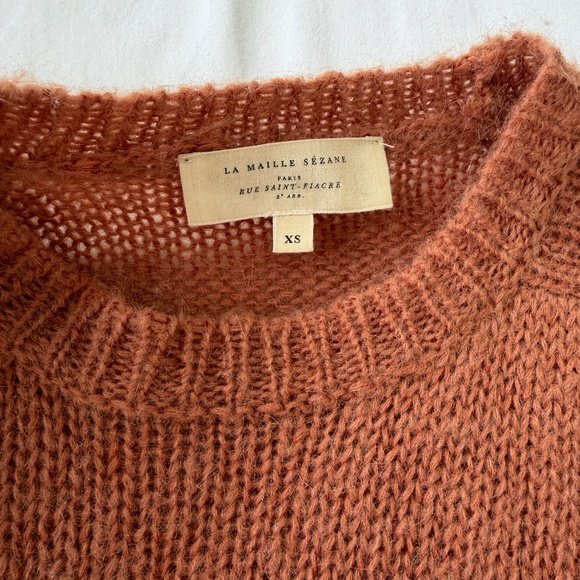 LA MAILLE SÉZANE
PARIS
RUE SAINT-FIACRE
2e ARR.
XS